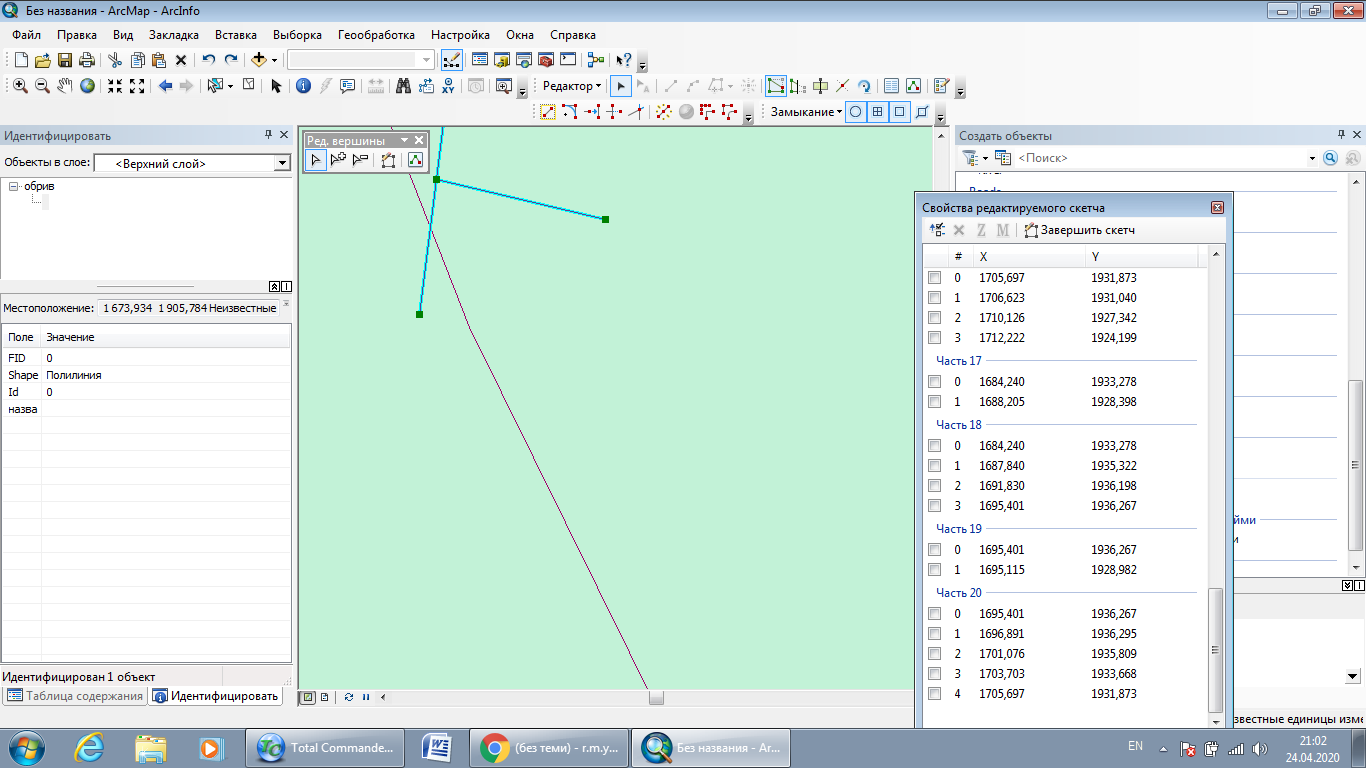 Без названия - ArcMap - ArcInfo
Файл Правка Вид Закладка Вставка Выборка Геообработка Настройка Окна Справка
Редактор
Замыкание
Идентифицировать
Объекты в слое: <Верхний слой>
обрив
Местоположение: 1 673,934 1 905,784 Неизвестные
Поле Значение
FID 0
Shape Полилиния
Id 0
назва
Идентифицирован 1 объект
Таблица содержания Идентифицировать
Ред. вершины
Создать объекты
<Поиск>
Свойства редактируемого скетча
Завершить скетч
# X Y
0 1705,697 1931,873
1 1706,623 1931,040
2 1710,126 1927,342
3 1712,222 1924,199
Часть 17
0 1684,240 1933,278
1 1688,205 1928,398
Часть 18
0 1684,240 1933,278
1 1687,840 1935,322
2 1691,830 1936,198
3 1695,401 1936,267
Часть 19
0 1695,401 1936,267
1 1695,115 1928,982
Часть 20
0 1695,401 1936,267
1 1696,891 1936,295
2 1701,076 1935,809
3 1703,703 1933,668
4 1705,697 1931,873
Total Commande...
(без теми) - r.m.y...
Без названия - Ar...
EN
21:02
24.04.2020